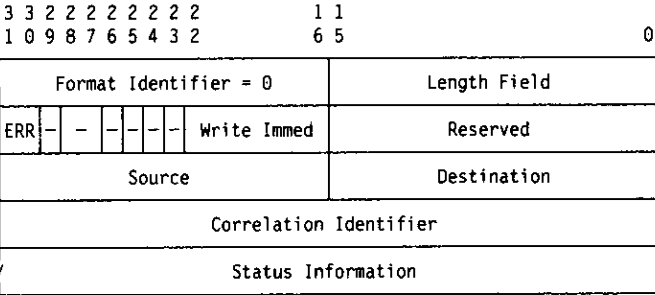 3 3 2 2 2 2 2 2 2 2 1 1
1 0 9 8 7 6 5 4 3 2 6 5 0
Format Identifier = 0 Length Field
ERR - - - - - - Write Immed Reserved
Source Destination
Correlation Identifier
Status Information